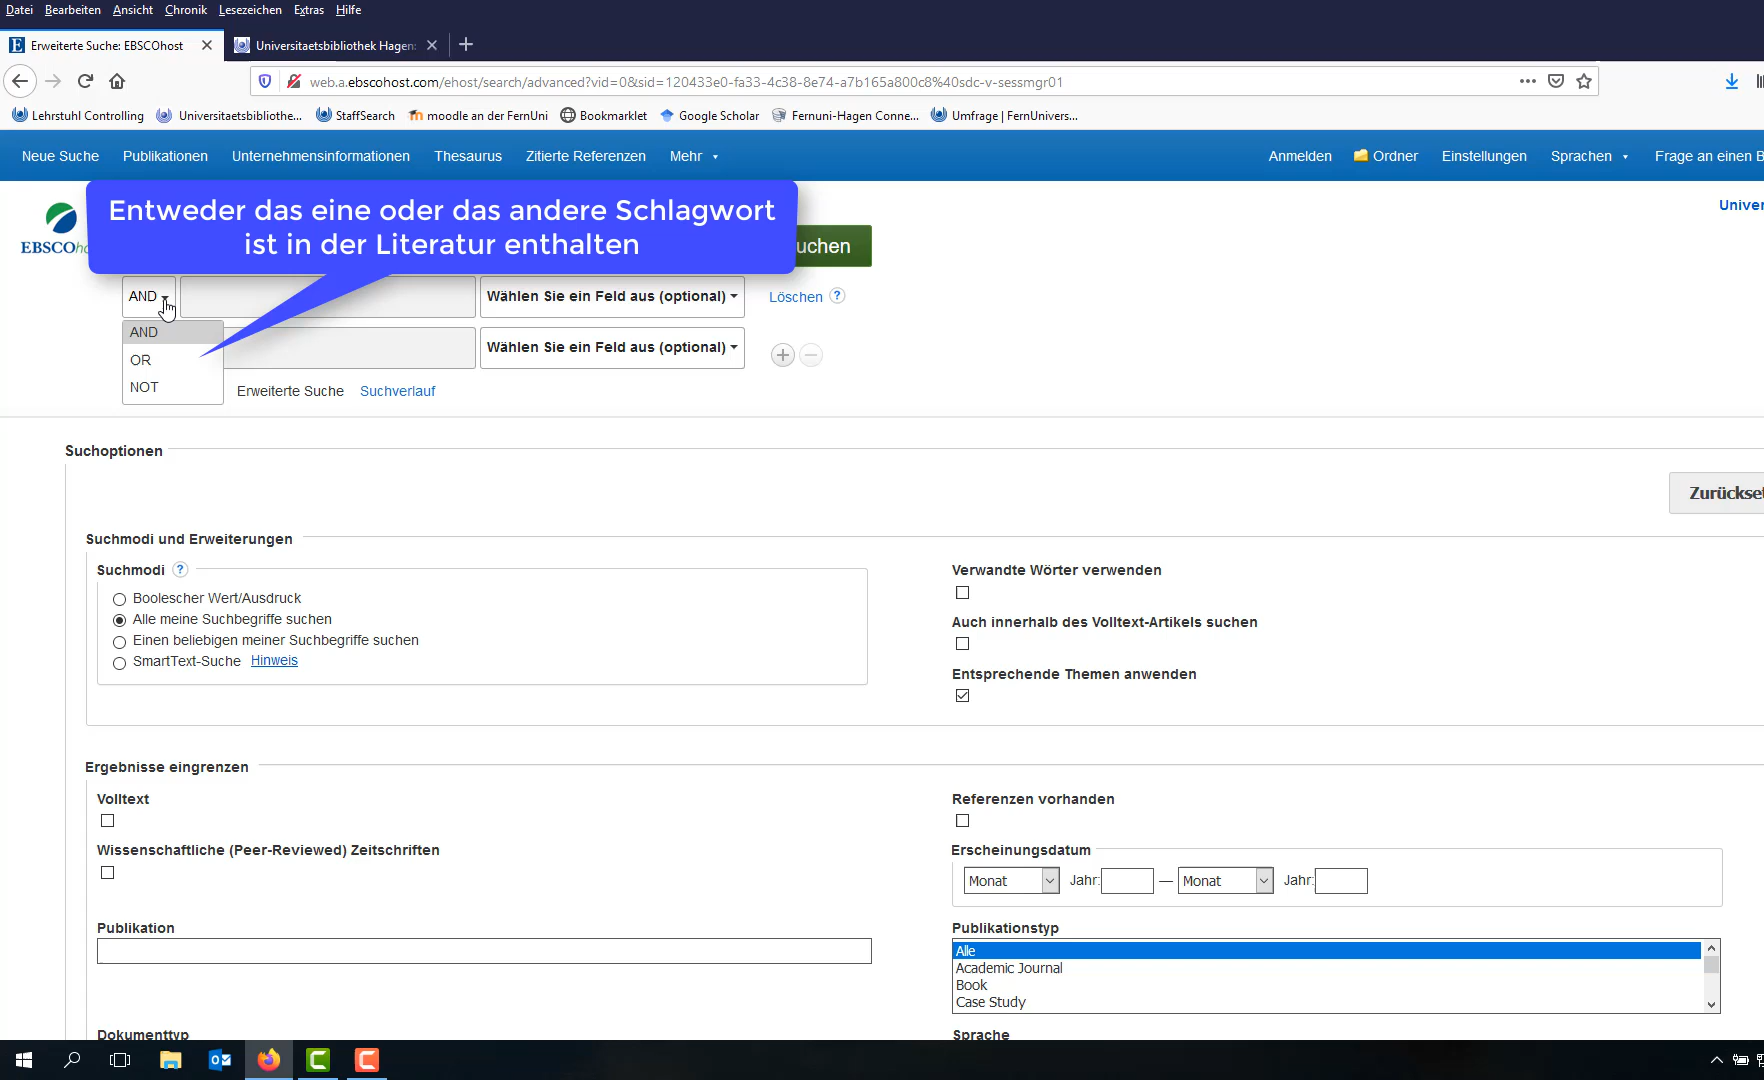 Datei Bearbeiten Ansicht Chronik Lesezeichen Extras Hilfe
Erweiterte Suche: EBSCOhost Universitaetsbibliothek Hagen:
web.a.ebscohost.com/ehost/search/advanced?vid=0&sid=120433e0-fa33-4c38-8e74-a7b165a800c8%40sdc-v-sessmgr01
Lehrstuhl Controlling Universitaetsbibliothe... StaffSearch moodle an der FernUni Bookmarklet Google Scholar Fernuni-Hagen Conne... Umfrage | FernUnivers...
Neue Suche Publikationen Unternehmensinformationen Thesaurus Zitierte Referenzen Mehr Anmelden Ordner Einstellungen Sprachen Frage an einen B
Univer
Entweder das eine oder das andere Schlagwort
ist in der Literatur enthalten
EBSCOho
uchen
AND Wählen Sie ein Feld aus (optional) Löschen ?
AND
OR Wählen Sie ein Feld aus (optional)
NOT Erweiterte Suche Suchverlauf
Suchoptionen
Zurückset
Suchmodi und Erweiterungen
Suchmodi ?
Boolescher Wert/Ausdruck
Alle meine Suchbegriffe suchen
Einen beliebigen meiner Suchbegriffe suchen
SmartText-Suche Hinweis
Verwandte Wörter verwenden
Auch innerhalb des Volltext-Artikels suchen
Entsprechende Themen anwenden
Ergebnisse eingrenzen
Volltext
Wissenschaftliche (Peer-Reviewed) Zeitschriften
Publikation
Dokumenttyp
Referenzen vorhanden
Erscheinungsdatum
Monat Jahr: — Monat Jahr:
Publikationstyp
Alle
Academic Journal
Book
Case Study
Sprache